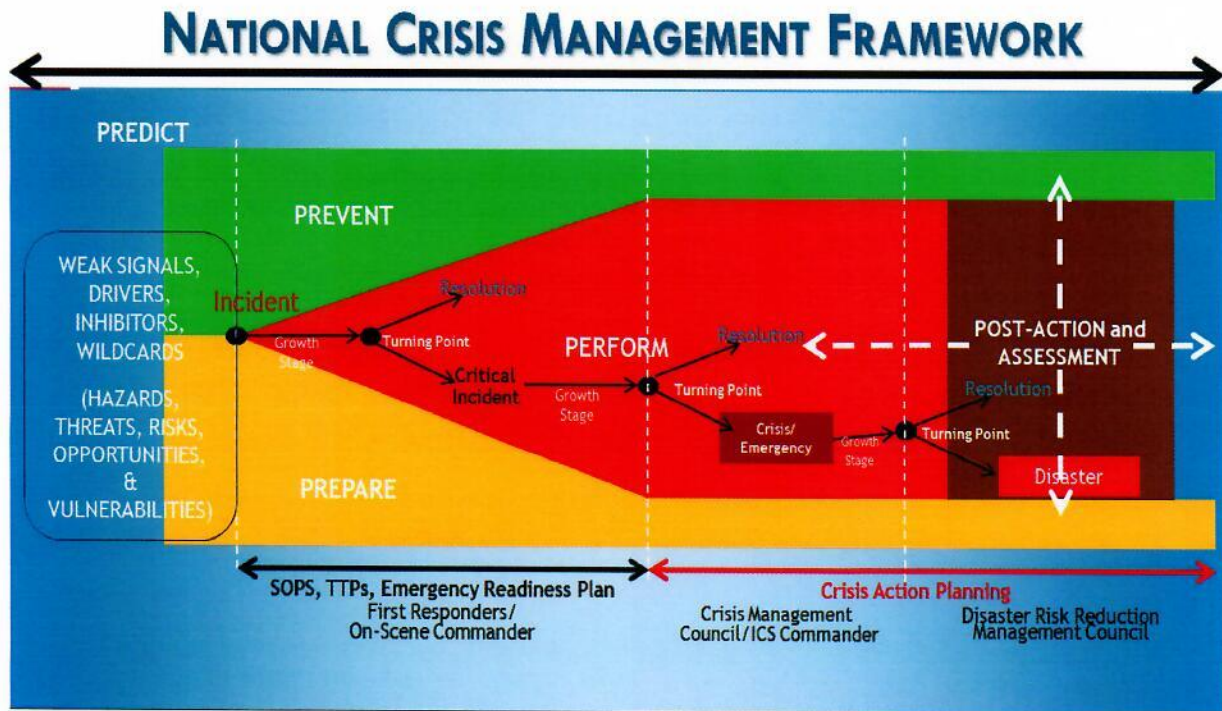 NATIONAL CRISIS MANAGEMENT FRAMEWORK
PREDICT
PREVENT
WEAK SIGNALS,
DRIVERS,
INHIBITORS,
WILDCARDS
(HAZARDS,
THREATS, RISKS,
OPPORTUNITIES,
&
VULNERABILITIES)
Incident
Growth
Stage
Turning Point
Resolution
Critical
Incident
PERFORM
Growth
Stage
Turning Point
Resolution
Crisis/
Emergency
Growth
Stage
Turning Point
POST-ACTION and
ASSESSMENT
Resolution
Disaster
PREPARE
SOPS, TTPs, Emergency Readiness Plan
First Responders/
On-Scene Commander
Crisis Action Planning
Crisis Management
Council/ICS Commander
Disaster Risk Reduction
Management Council